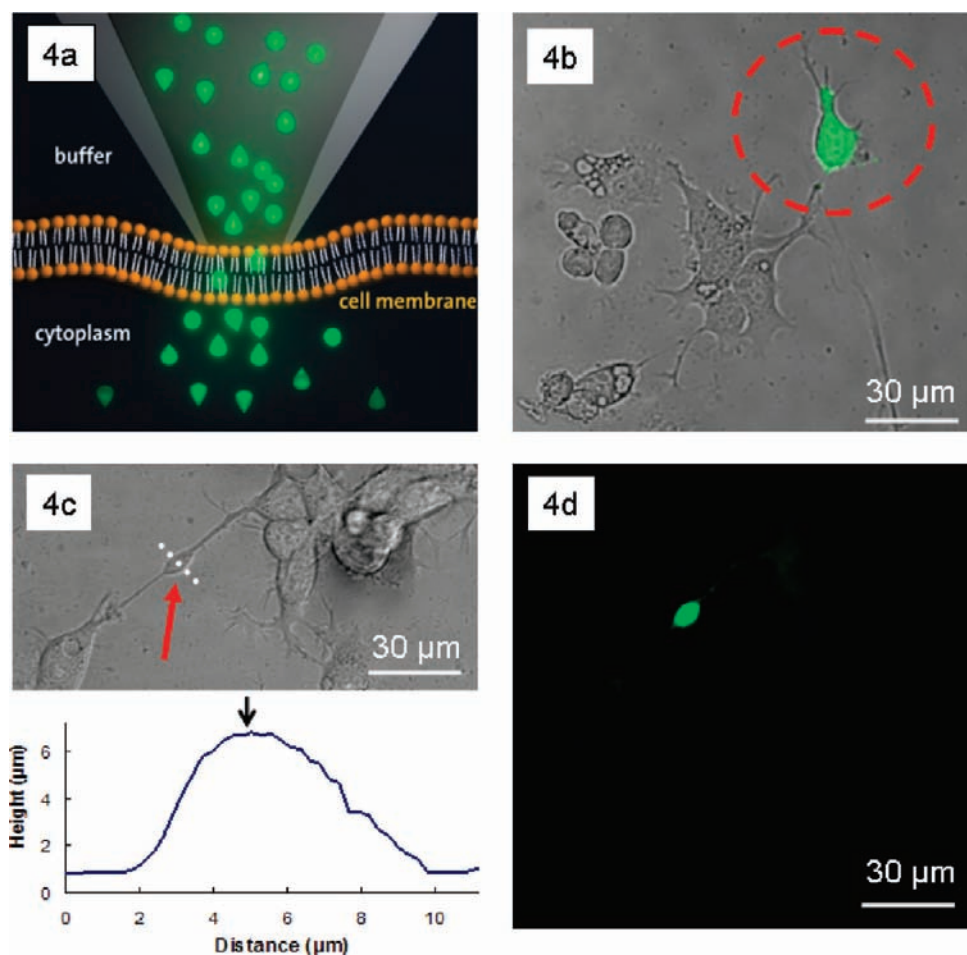 4a
buffer
cell membrane
cytoplasm
4b
30 µm
4c
30 µm
Height (µm)
6
4
2
0
0 2 4 6 8 10
Distance (µm)
4d
30 µm